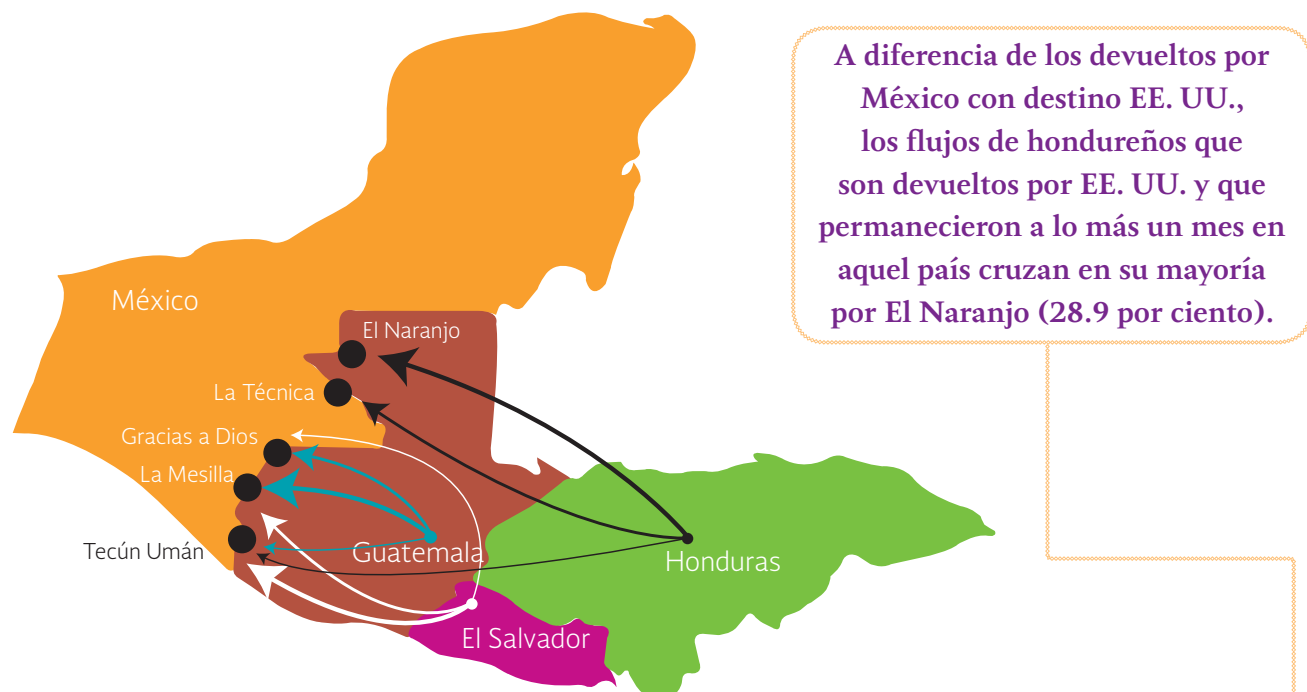 A diferencia de los devueltos por
México con destino EE. UU.,
los flujos de hondureños que
son devueltos por EE. UU. y que
permanecieron a lo más un mes en
aquel país cruzan en su mayoría
por El Naranjo (28.9 por ciento).
México
El Naranjo
La Técnica
Gracias a Dios
La Mesilla
Tecún Umán
Guatemala
Honduras
El Salvador